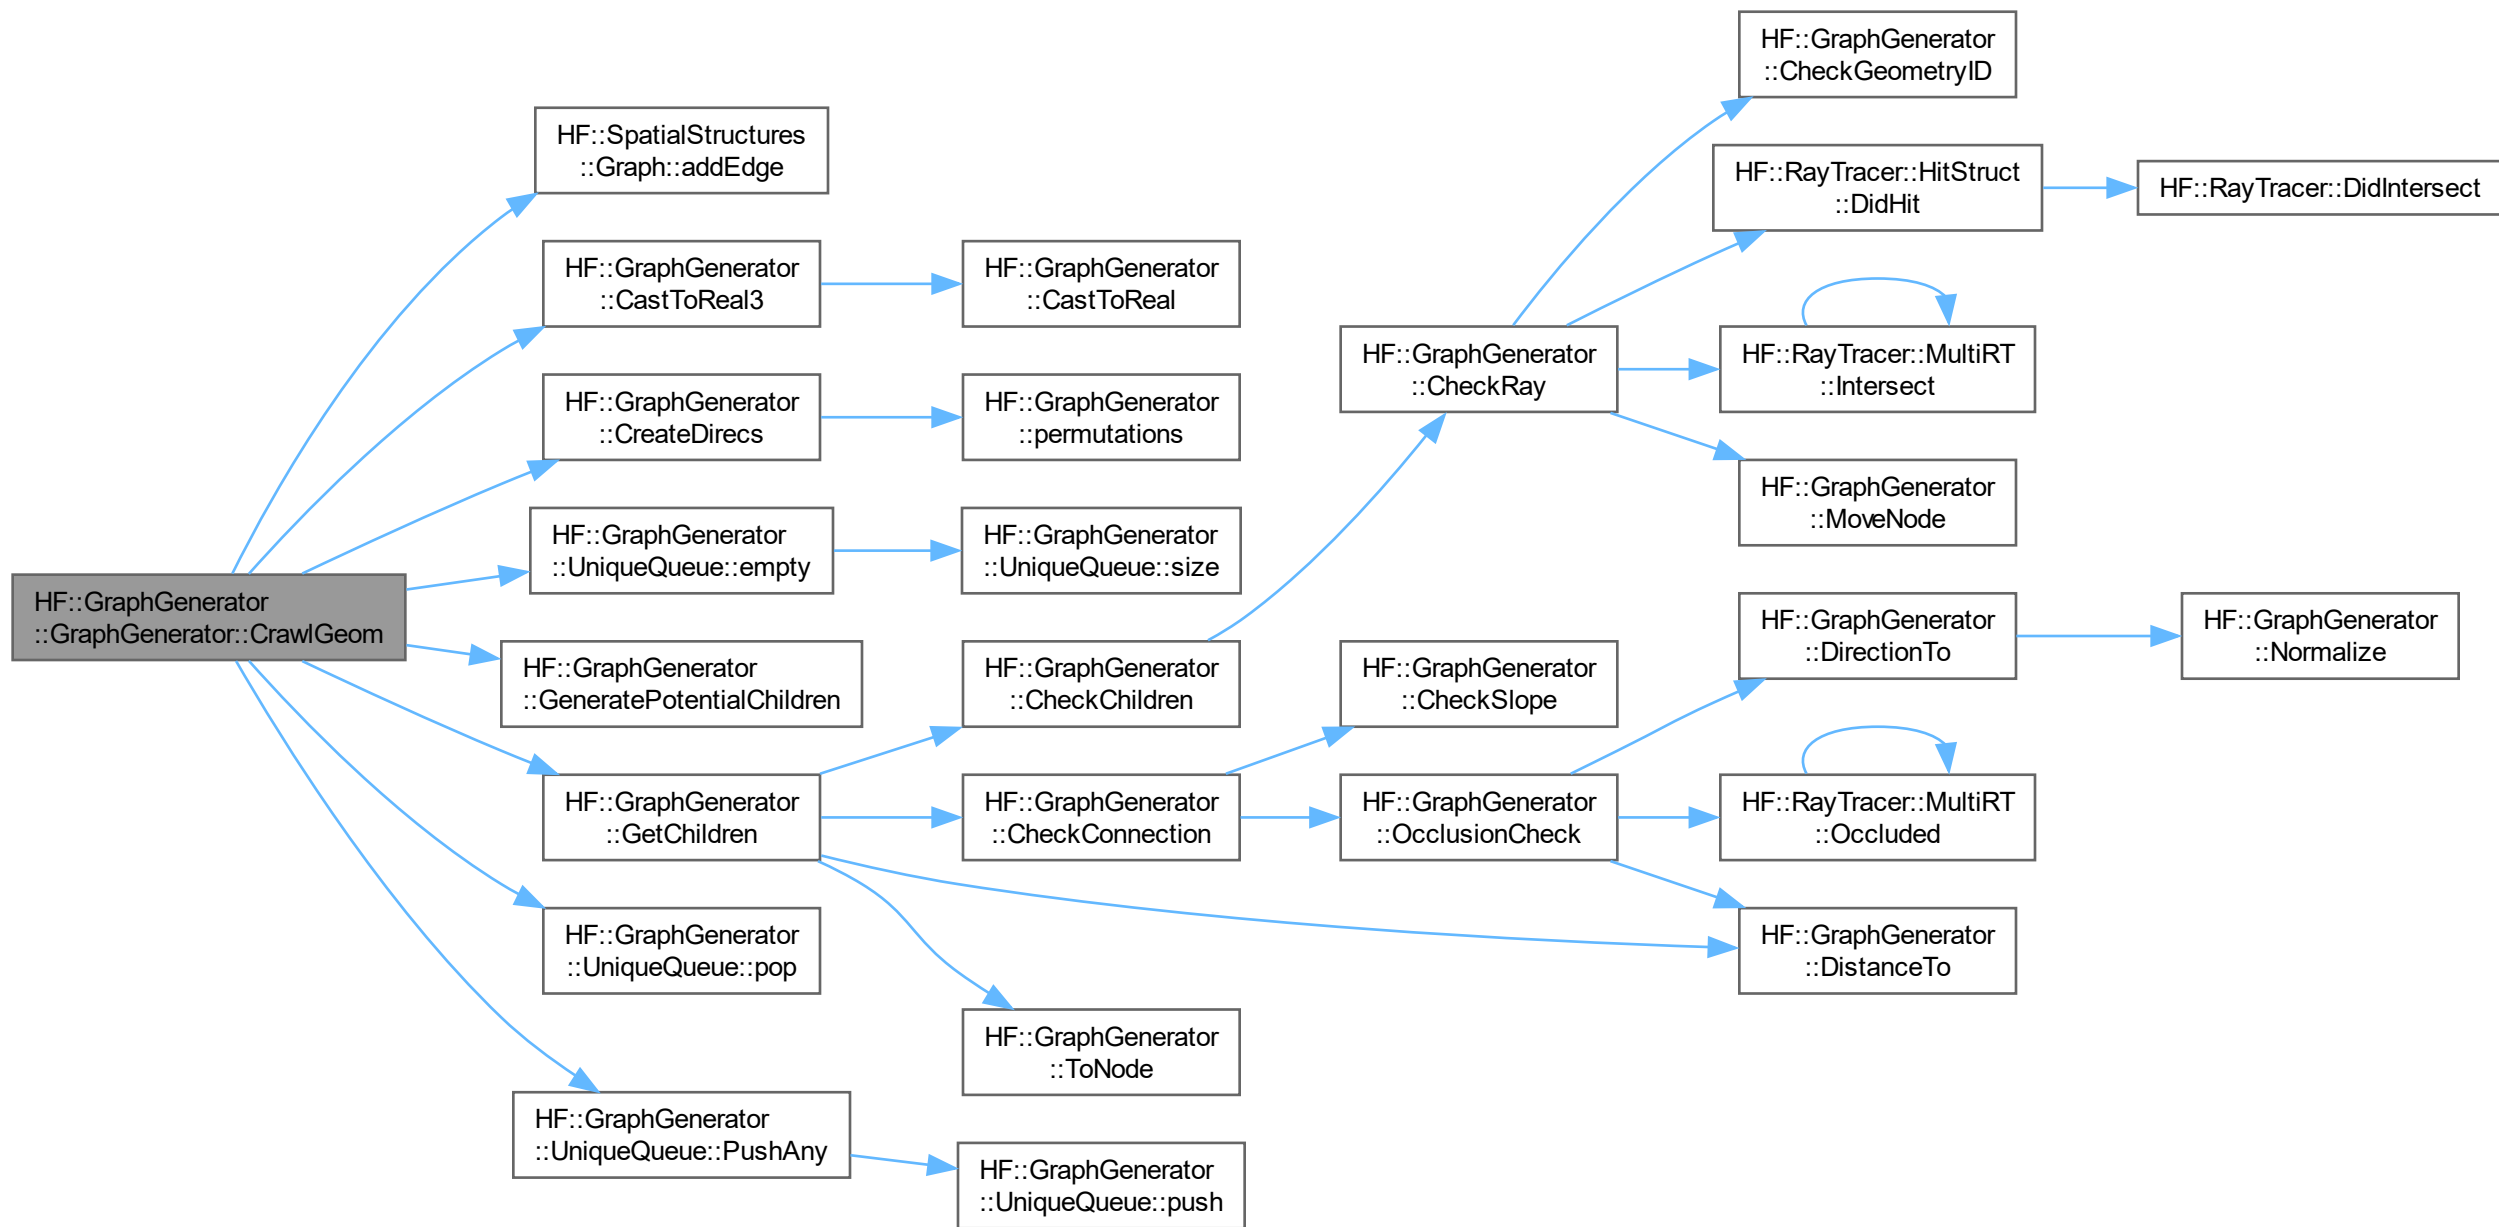 HF::GraphGenerator
::GraphGenerator::CrawlGeom
HF::SpatialStructures
::Graph::addEdge
HF::GraphGenerator
::CastToReal3
HF::GraphGenerator
::CreateDirecs
HF::GraphGenerator
::UniqueQueue::empty
HF::GraphGenerator
::GeneratePotentialChildren
HF::GraphGenerator
::GetChildren
HF::GraphGenerator
::UniqueQueue::pop
HF::GraphGenerator
::UniqueQueue::PushAny
HF::GraphGenerator
::CastToReal
HF::GraphGenerator
::permutations
HF::GraphGenerator
::UniqueQueue::size
HF::GraphGenerator
::CheckChildren
HF::GraphGenerator
::CheckConnection
HF::GraphGenerator
::ToNode
HF::GraphGenerator
::UniqueQueue::push
HF::GraphGenerator
::CheckRay
HF::GraphGenerator
::CheckSlope
HF::GraphGenerator
::OcclusionCheck
HF::GraphGenerator
::CheckGeometryID
HF::RayTracer::HitStruct
::DidHit
HF::RayTracer::MultiRT
::Intersect
HF::GraphGenerator
::MoveNode
HF::GraphGenerator
::DirectionTo
HF::RayTracer::MultiRT
::Occluded
HF::GraphGenerator
::DistanceTo
HF::RayTracer::DidIntersect
HF::GraphGenerator
::Normalize